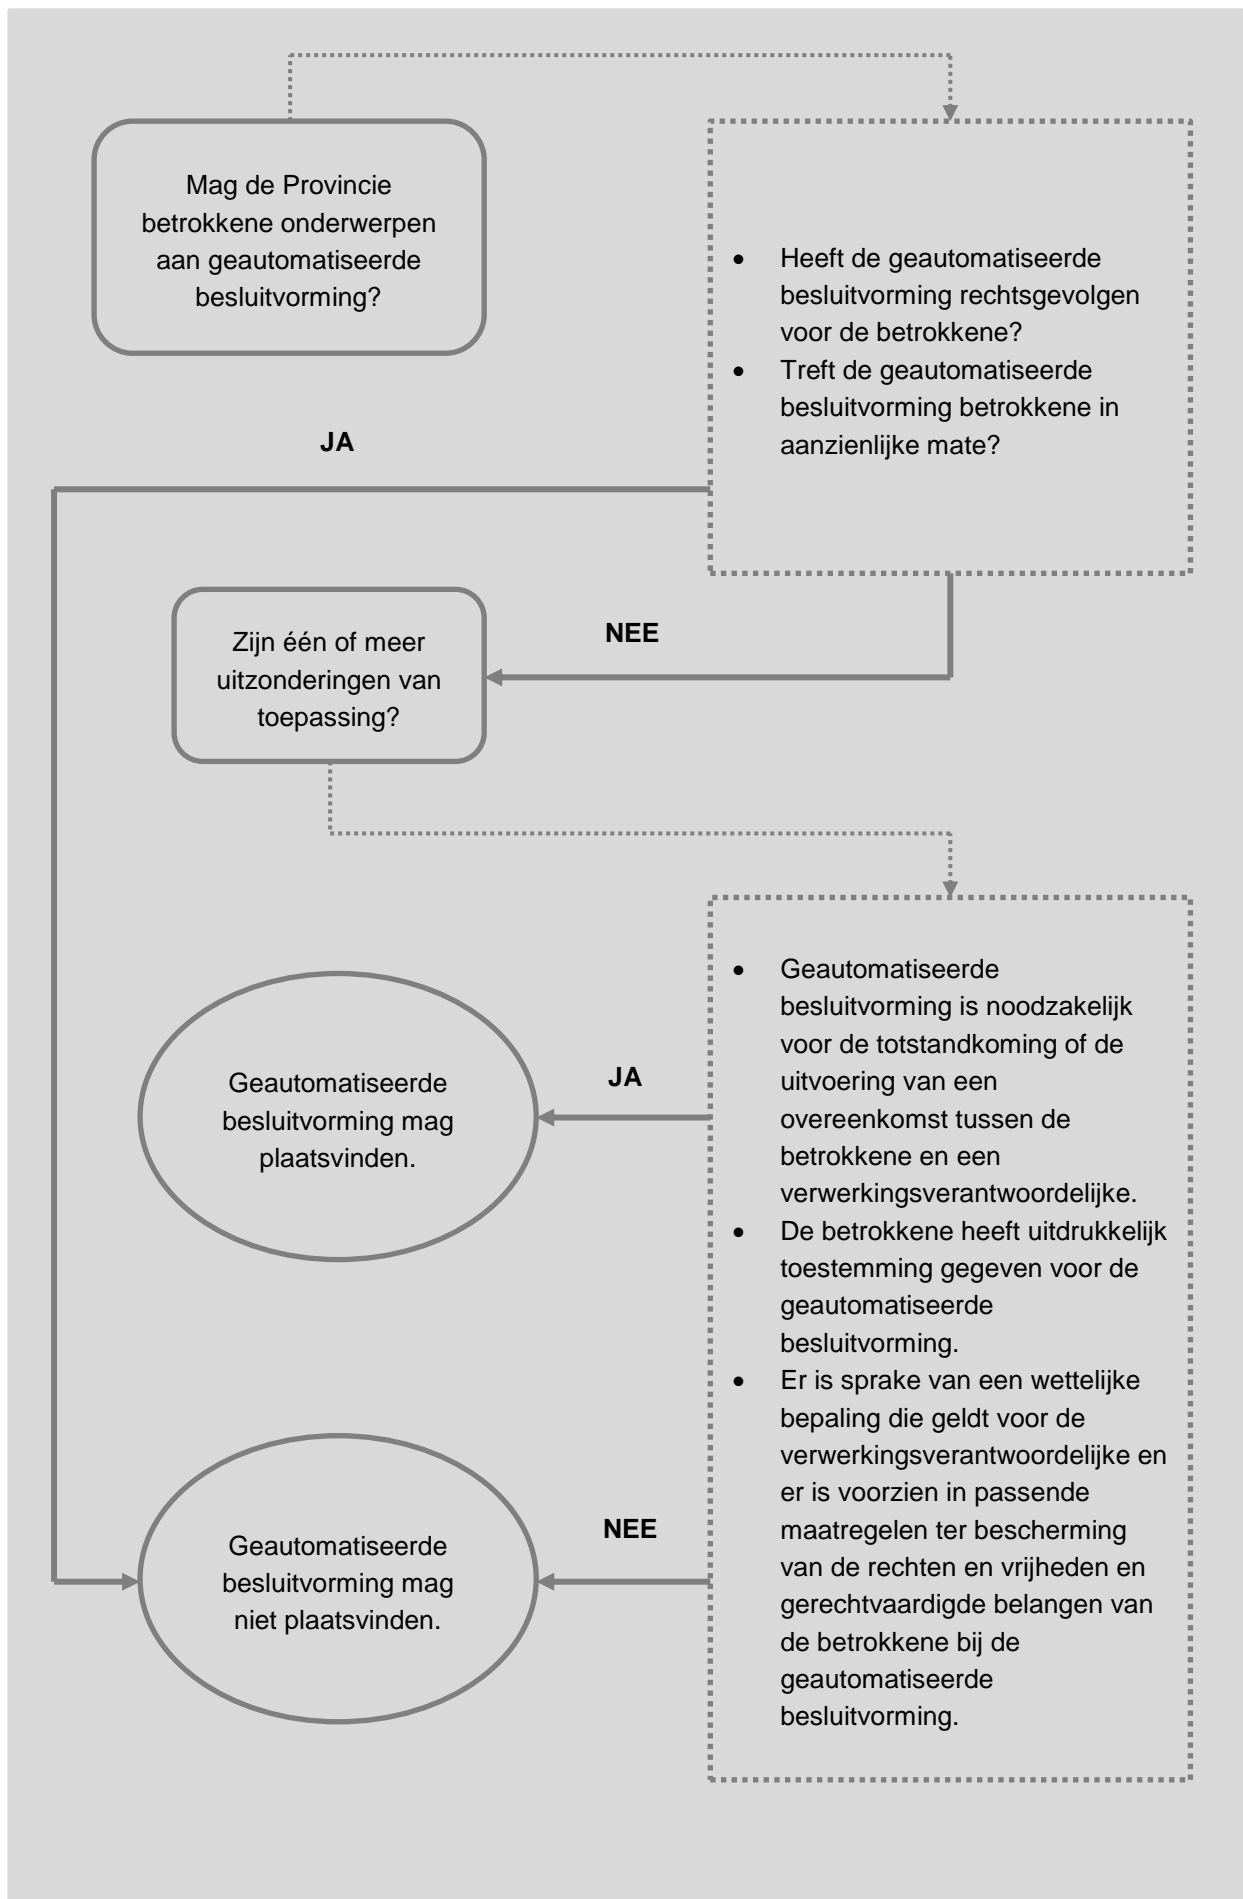 Mag de Provincie
betrokkene onderwerpen
aan geautomatiseerde
besluitvorming?
• Heeft de geautomatiseerde
besluitvorming rechtsgevolgen
voor de betrokkene?
• Treft de geautomatiseerde
besluitvorming betrokkene in
aanzienlijke mate?
JA
NEE
Zijn één of meer
uitzonderingen van
toepassing?
• Geautomatiseerde
besluitvorming is noodzakelijk
voor de totstandkoming of de
uitvoering van een
overeenkomst tussen de
betrokkene en een
verwerkingsverantwoordelijke.
• De betrokkene heeft uitdrukkelijk
toestemming gegeven voor de
geautomatiseerde
besluitvorming.
• Er is sprake van een wettelijke
bepaling die geldt voor de
verwerkingsverantwoordelijke en
er is voorzien in passende
maatregelen ter bescherming
van de rechten en vrijheden en
gerechtvaardigde belangen van
de betrokkene bij de
geautomatiseerde
besluitvorming.
JA
Geautomatiseerde
besluitvorming mag
plaatsvinden.
NEE
Geautomatiseerde
besluitvorming mag
niet plaatsvinden.